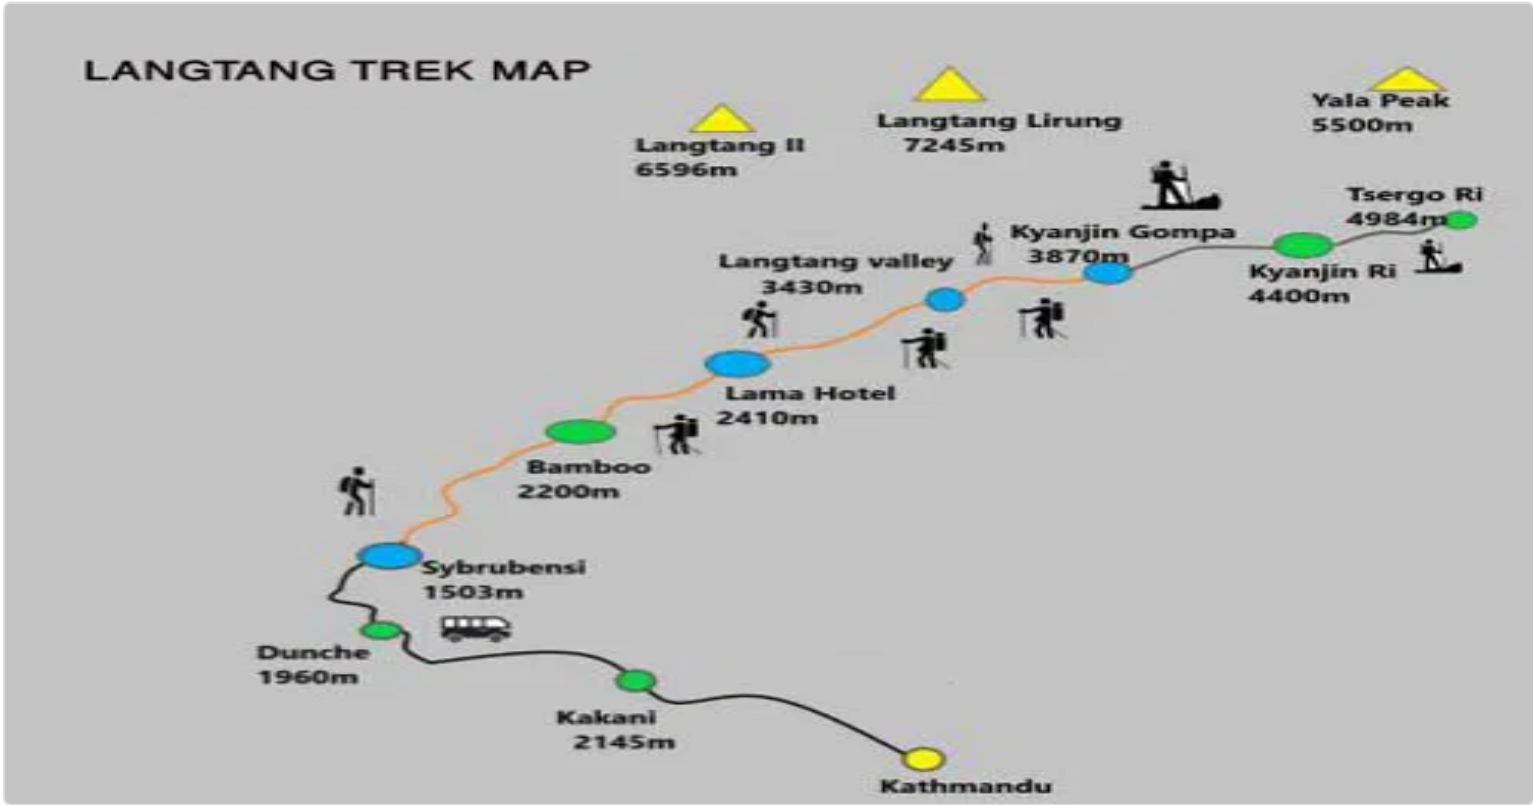 LANGTANG TREK MAP
Langtang II
6596m
Langtang Lirung
7245m
Yala Peak
5500m
Tsergo Ri
4984m
Kyanjin Gompa
3870m
Kyanjin Ri
4400m
Langtang valley
3430m
Lama Hotel
2410m
Bamboo
2200m
Sybrubensi
1503m
Dunche
1960m
Kakani
2145m
Kathmandu